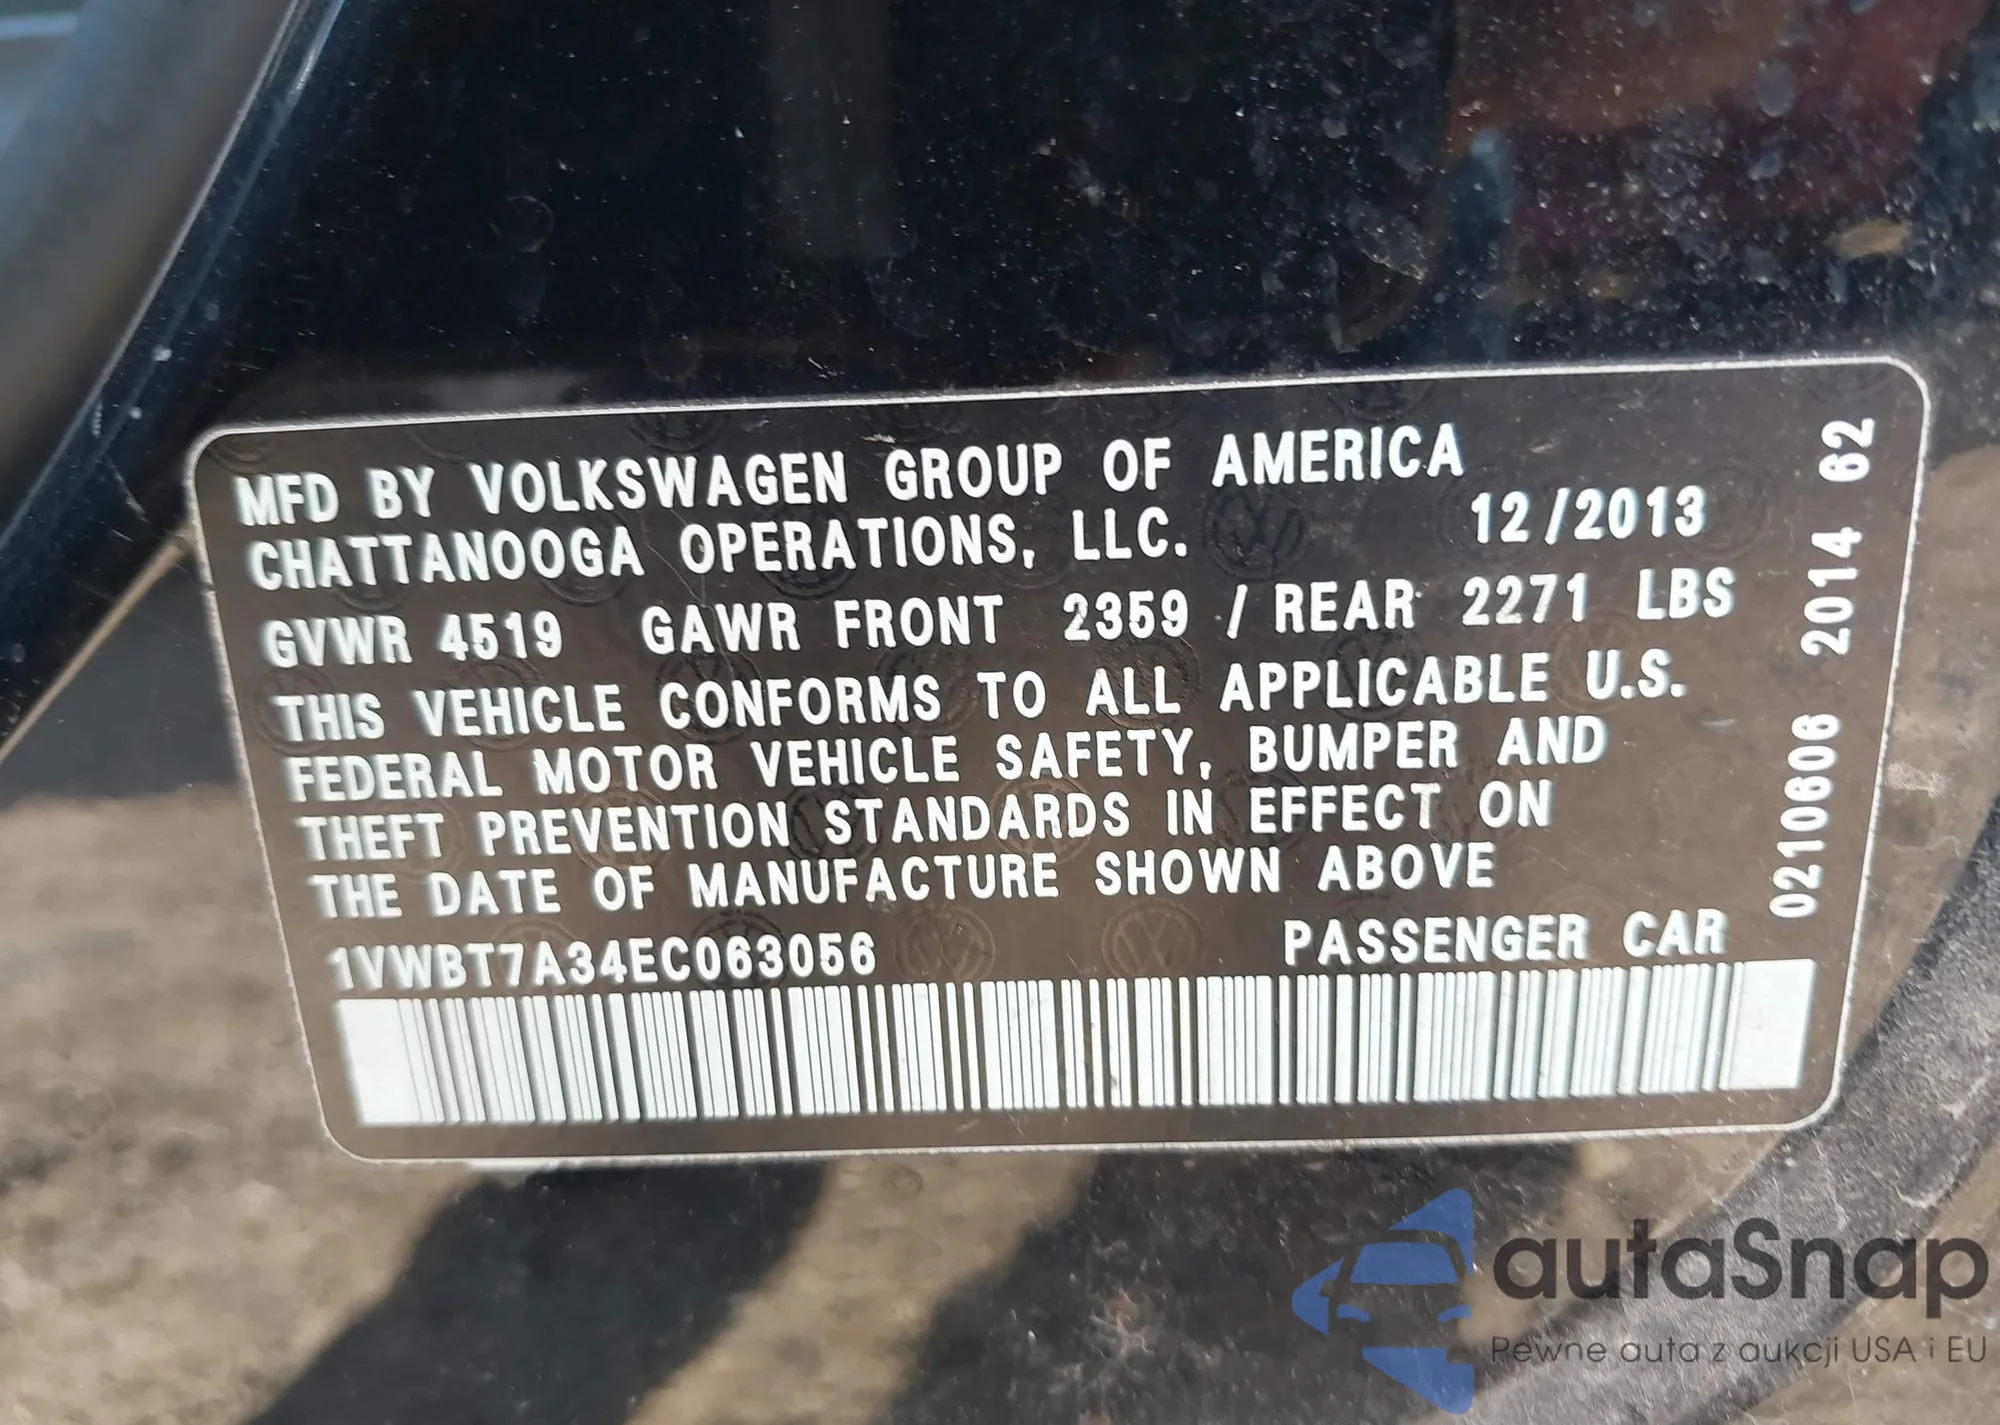 MFD BY VOLKSWAGEN GROUP OF AMERICA
CHATTANOOGA OPERATIONS, LLC. 12/2013
GVWR 4519 GAWR FRONT 2359 / REAR 2271 LBS
THIS VEHICLE CONFORMS TO ALL APPLICABLE U.S.
FEDERAL MOTOR VEHICLE SAFETY, BUMPER AND
THEFT PREVENTION STANDARDS IN EFFECT ON
THE DATE OF MANUFACTURE SHOWN ABOVE
1VWBT7A34EC063056 PASSENGER CAR
0210606 2014 62
autaSnap
Pewne auta z aukcji USA i EU